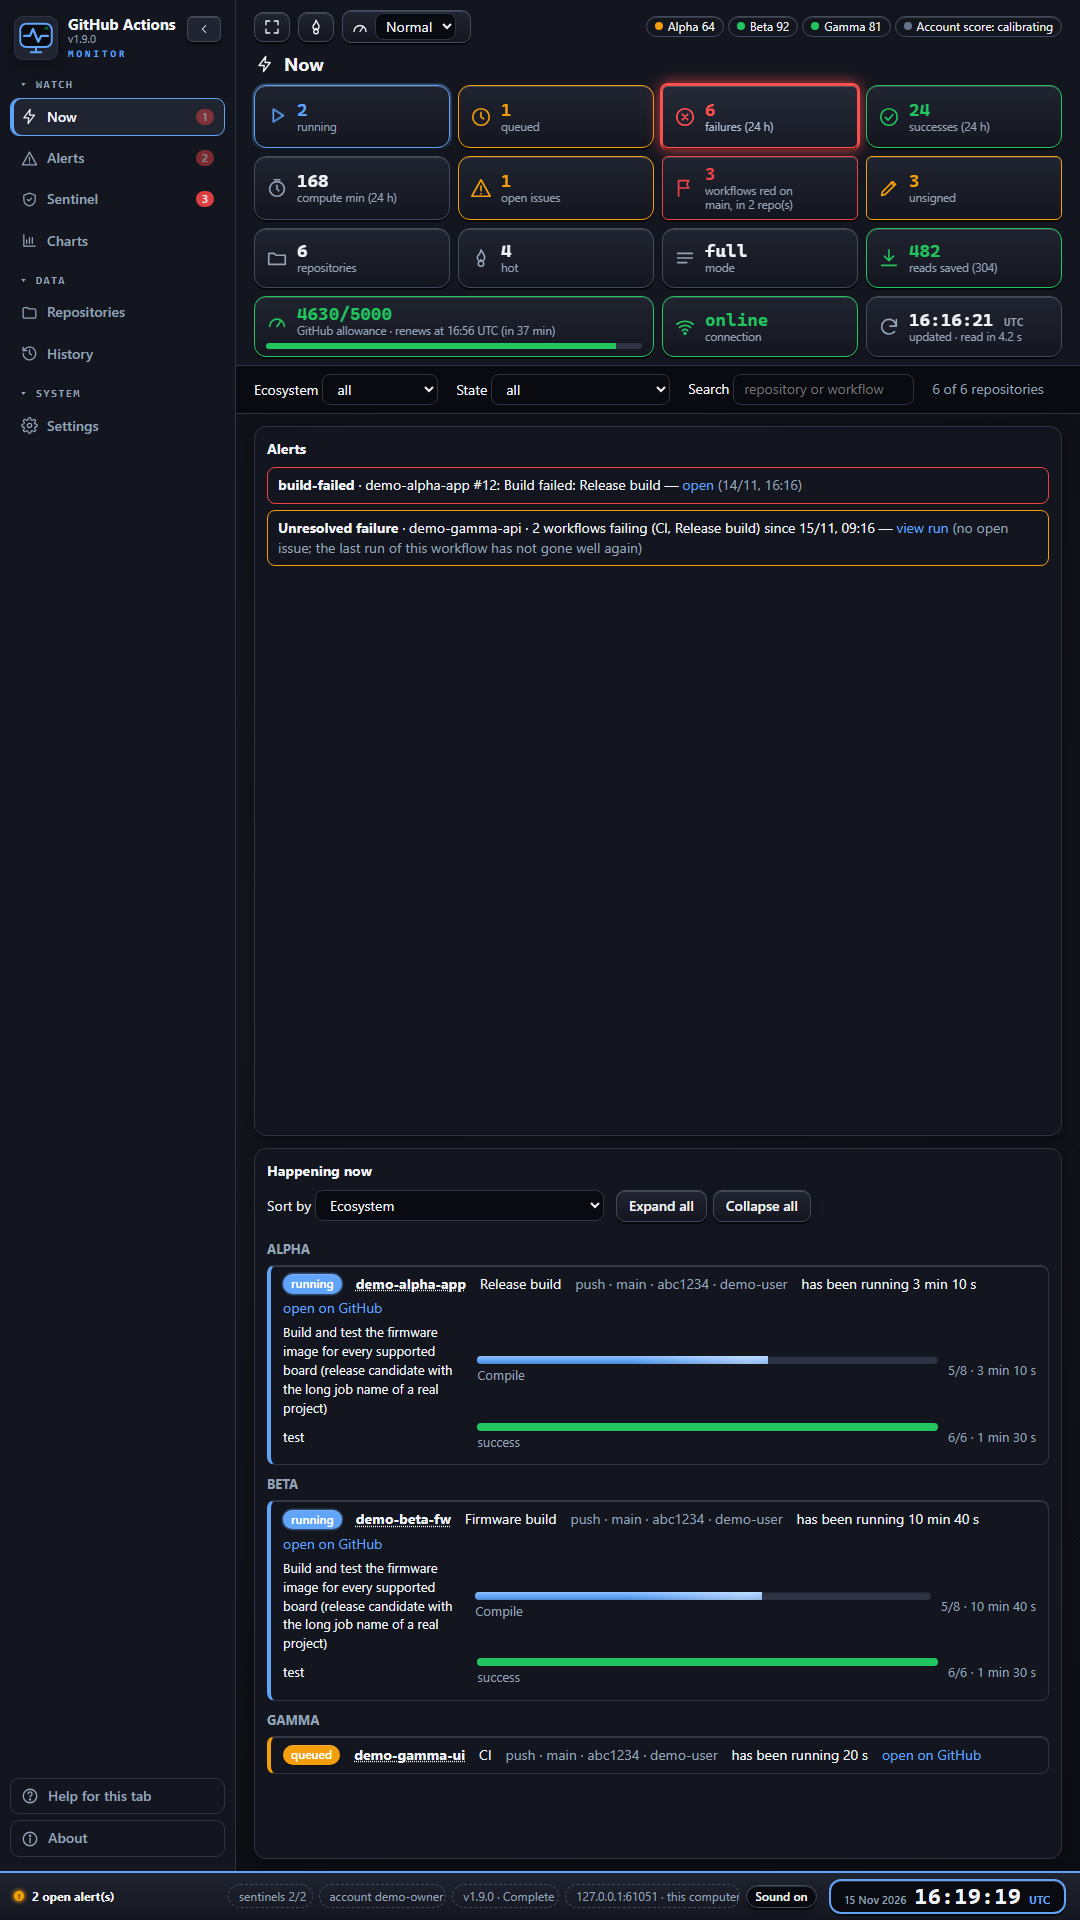 GitHub Actions
v1.9.0
MONITOR
WATCH
Now 1
Alerts 2
Sentinel 3
Charts
DATA
Repositories
History
SYSTEM
Settings
Help for this tab
About
Normal
Alpha 64
Beta 92
Gamma 81
Account score: calibrating
Now
2
running
1
queued
6
failures (24 h)
24
successes (24 h)
168
compute min (24 h)
1
open issues
3
workflows red on
main, in 2 repo(s)
3
unsigned
6
repositories
4
hot
full
mode
482
reads saved (304)
4630/5000
GitHub allowance · renews at 16:56 UTC (in 37 min)
online
connection
16:16:21 UTC
updated · read in 4.2 s
Ecosystem all State all Search repository or workflow 6 of 6 repositories
Alerts
build-failed · demo-alpha-app #12: Build failed: Release build — open (14/11, 16:16)
Unresolved failure · demo-gamma-api · 2 workflows failing (CI, Release build) since 15/11, 09:16 — view run (no open
issue; the last run of this workflow has not gone well again)
Happening now
Sort by Ecosystem Expand all Collapse all
ALPHA
running demo-alpha-app Release build push · main · abc1234 · demo-user has been running 3 min 10 s
open on GitHub
Build and test the firmware
image for every supported
board (release candidate with
the long job name of a real
project)
Compile
5/8 · 3 min 10 s
test
success
6/6 · 1 min 30 s
BETA
running demo-beta-fw Firmware build push · main · abc1234 · demo-user has been running 10 min 40 s
open on GitHub
Build and test the firmware
image for every supported
board (release candidate with
the long job name of a real
project)
Compile
5/8 · 10 min 40 s
test
success
6/6 · 1 min 30 s
GAMMA
queued demo-gamma-ui CI push · main · abc1234 · demo-user has been running 20 s open on GitHub
2 open alert(s)
sentinels 2/2
account demo-owner
v1.9.0 · Complete
127.0.0.1:61051 · this computer
Sound on
15 Nov 2026 16:19:19 UTC